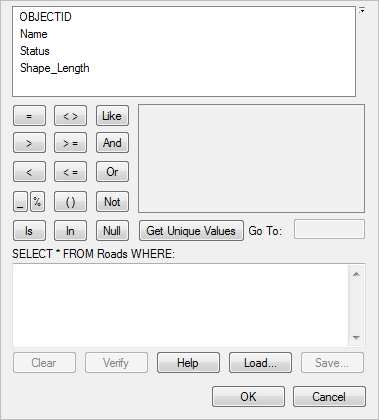 OBJECTID
Name
Status
Shape_Length
= < > Like
> > = And
< < = Or
_ % ( ) Not
Is In Null Get Unique Values Go To:
SELECT * FROM Roads WHERE:
Clear Verify Help Load... Save...
OK Cancel